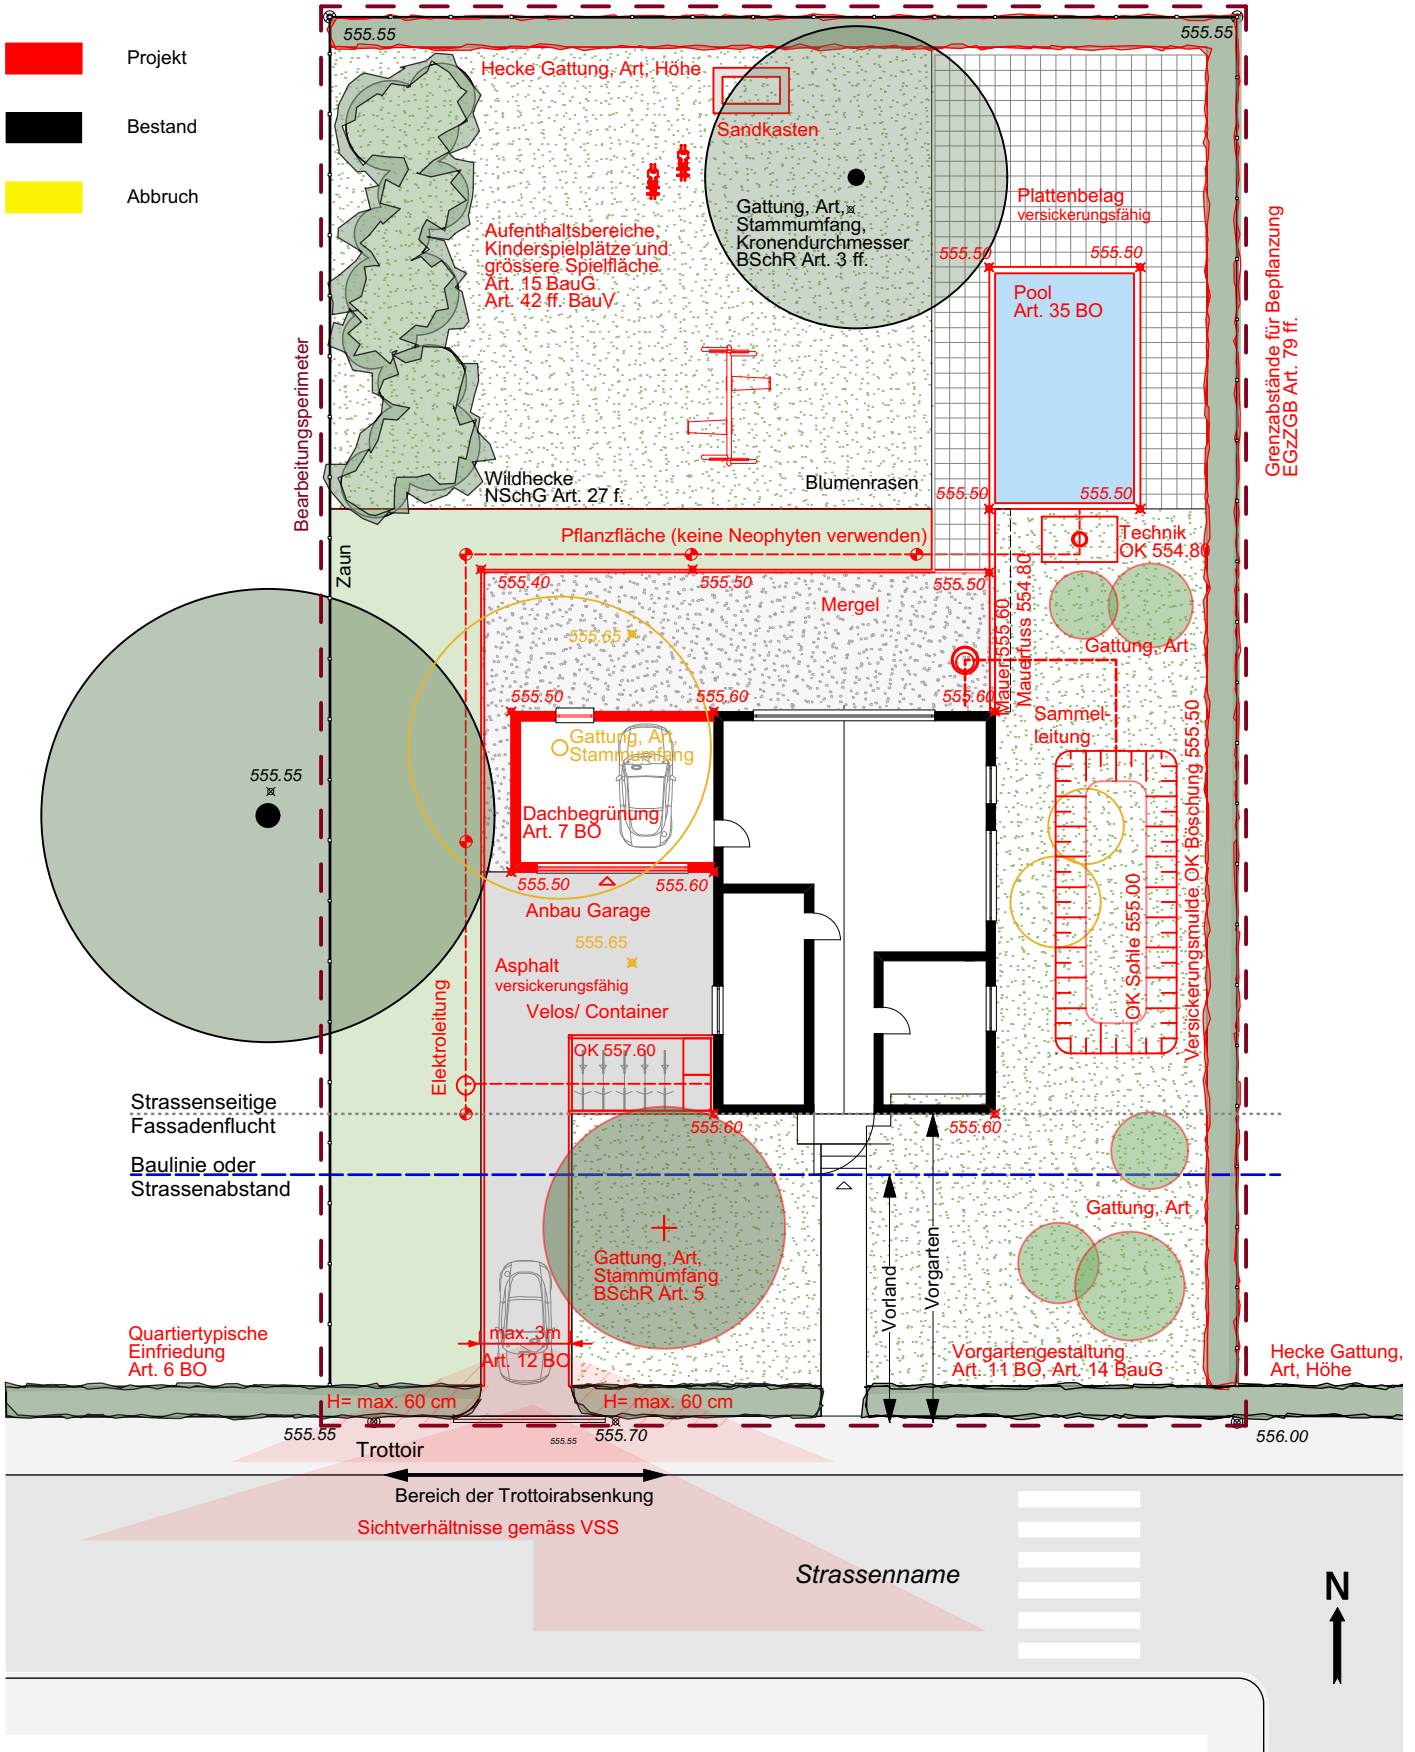 555.55
555.55
Projekt
Bestand
Abbruch
Hecke Gattung, Art, Höhe
Sandkasten
Gattung, Art,
Stammumfang,
Kronendurchmesser
BSchR Art. 3 ff.
Plattenbelag
versickerungsfähig
Aufenthaltsbereiche,
Kinderspielplätze und
grössere Spielfläche
Art. 15 BauG
Art. 42 ff. BauV
555.50
555.50
Pool
Art. 35 BO
Grenzabstände für Bepflanzung
EGzZGB Art. 79 ff.
Bearbeitungsperimeter
Wildhecke
NSchG Art. 27 f.
Blumenrasen
555.50
555.50
Pflanzfläche (keine Neophyten verwenden)
Technik
OK 554.80
Zaun
555.40
555.50
555.50
Mergel
Mauer 555.60
Mauerfuss 554.80
555.65
Gattung, Art
555.50
555.60
555.60
Sammel-
leitung
Gattung, Art,
Stammumfang
555.55
Dachbegrünung
Art. 7 BO
555.50
555.60
Anbau Garage
555.65
Asphalt
versickerungsfähig
Velos/ Container
OK 557.60
Elektroleitung
OK Sohle 555.00
Versickerungsmulde OK Böschung 555.50
Strassenseitige
Fassadenflucht
555.60
555.60
Baulinie oder
Strassenabstand
Gattung, Art
Gattung, Art,
Stammumfang
BSchR Art. 5
Vorland
Vorgarten
Quartiertypische
Einfriedung
Art. 6 BO
max. 3m
Art. 12 BO
Vorgartengestaltung
Art. 11 BO, Art. 14 BauG
Hecke Gattung,
Art, Höhe
H= max. 60 cm
H= max. 60 cm
555.55
555.55
555.70
556.00
Trottoir
Bereich der Trottoirabsenkung
Sichtverhältnisse gemäss VSS
Strassenname
N